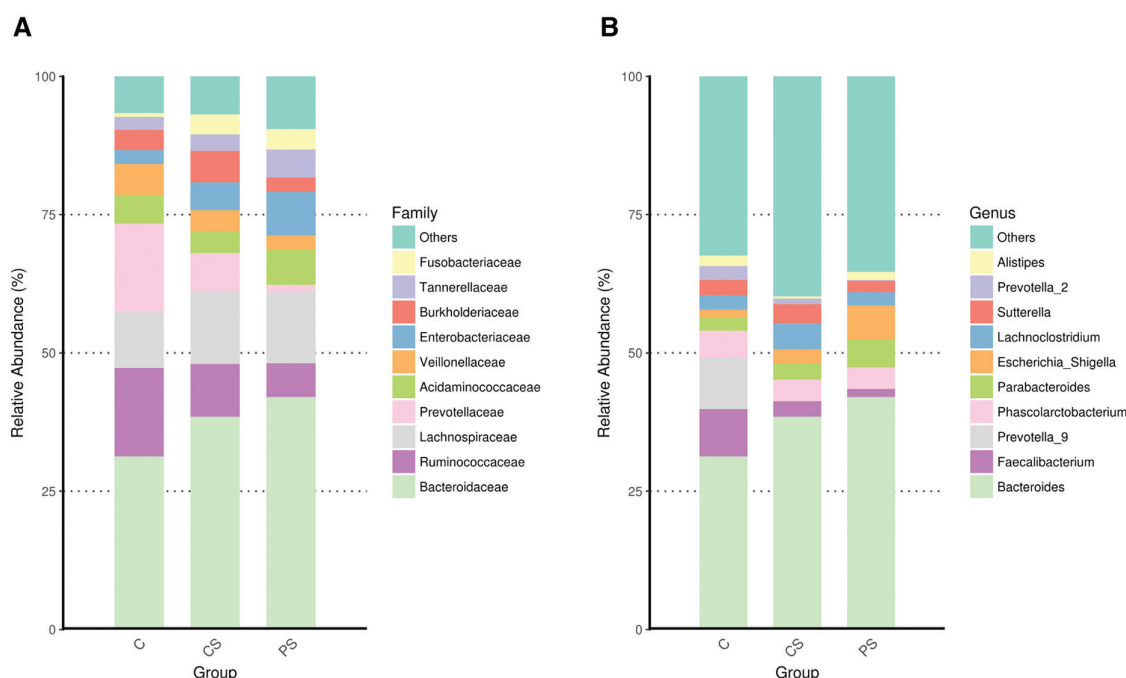 A
100
75
50
25
0
Relative Abundance (%)
C
CS
PS
Group
Family
Others
Fusobacteriaceae
Tannerellaceae
Burkholderiaceae
Enterobacteriaceae
Veillonellaceae
Acidaminococcaceae
Prevotellaceae
Lachnospiraceae
Ruminococcaceae
Bacteroidaceae
B
100
75
50
25
0
Relative Abundance (%)
C
CS
PS
Group
Genus
Others
Alistipes
Prevotella_2
Sutterella
Lachnoclostridium
Escherichia_Shigella
Parabacteroides
Phascolarctobacterium
Prevotella_9
Faecalibacterium
Bacteroides